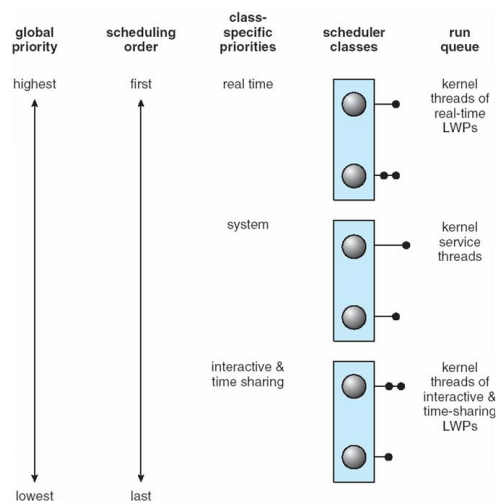 global
priority
scheduling
order
class-
specific
priorities
scheduler
classes
run
queue
highest
first
real time
kernel
threads of
real-time
LWPs
system
kernel
service
threads
interactive &
time sharing
kernel
threads of
interactive &
time-sharing
LWPs
lowest
last